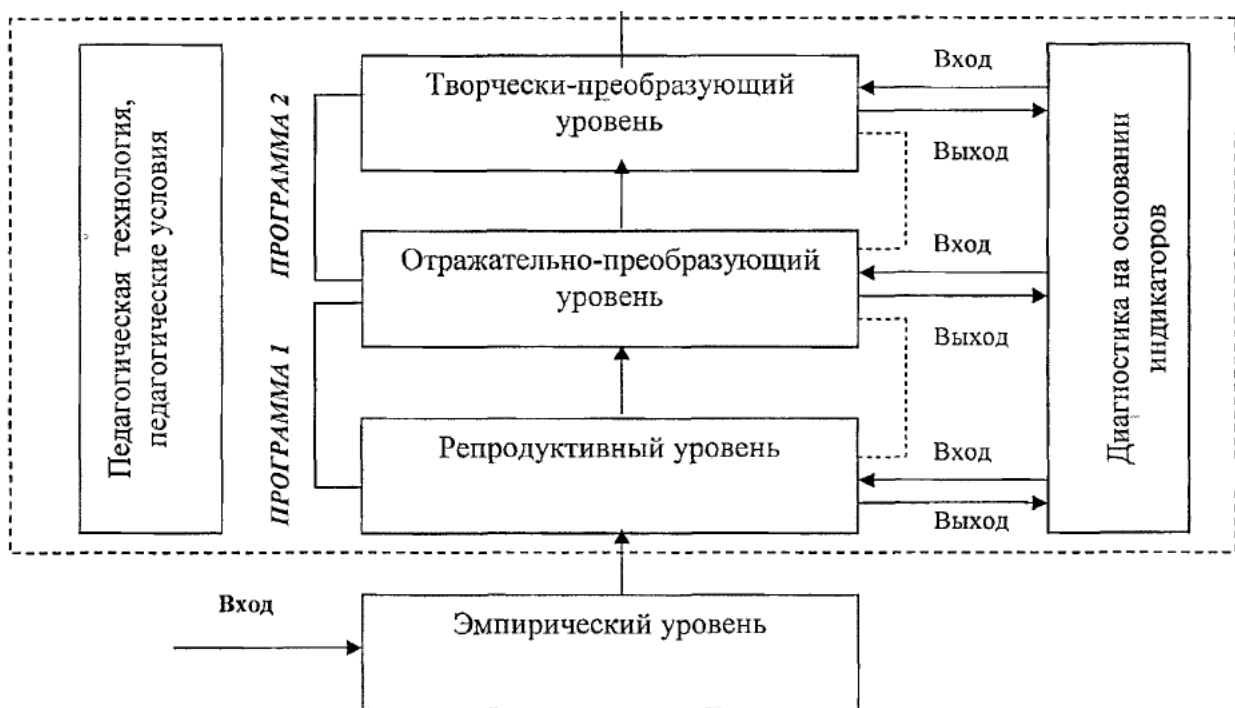 Педагогическая технология,
педагогические условия
ПРОГРАММА 2
ПРОГРАММА 1
Творчески-преобразующий
уровень
Вход
Выход
Отражательно-преобразующий
уровень
Вход
Выход
Репродуктивный уровень
Вход
Выход
Диагностика на основании
индикаторов
Вход
Эмпирический уровень